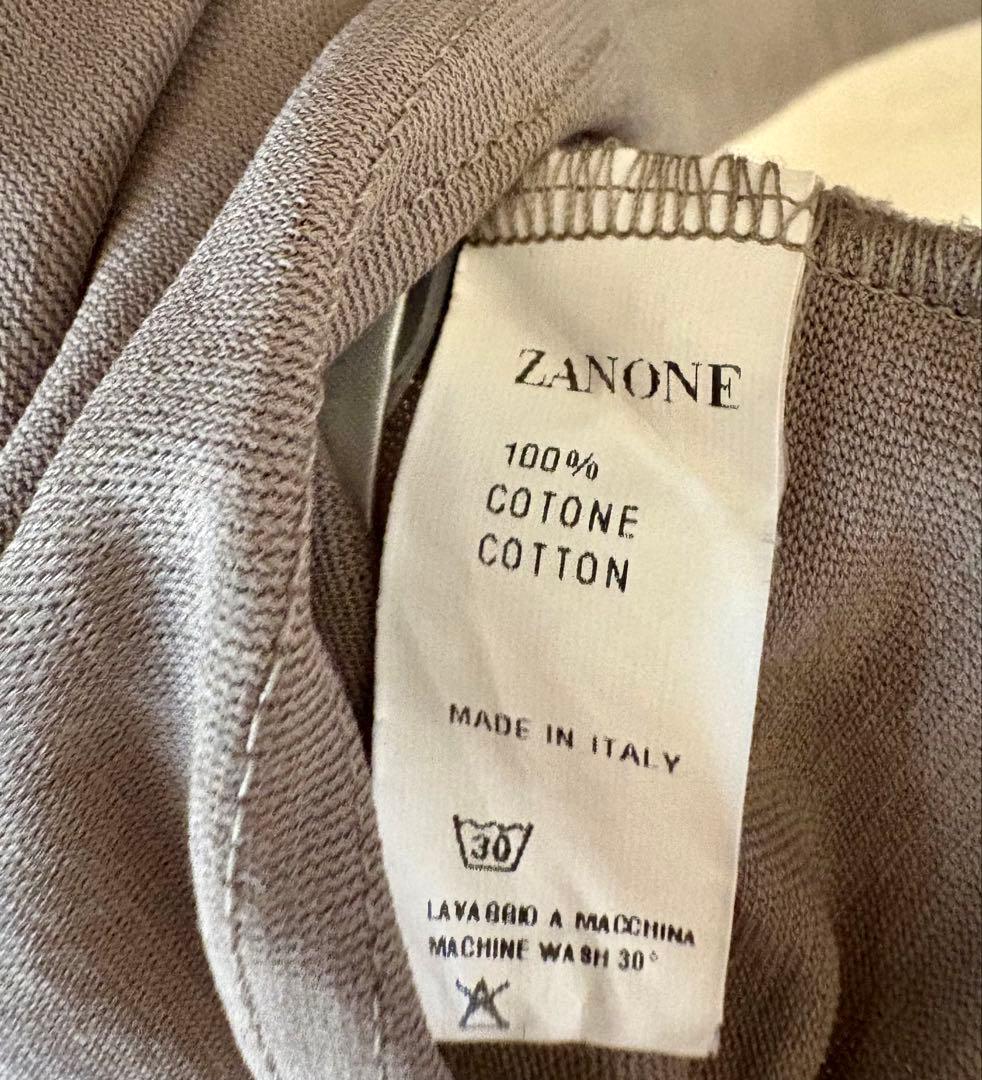 ZANONE
100%
COTONE
COTTON
MADE IN ITALY
30
LAVAGGIO A MACCHINA
MACHINE WASH 30°